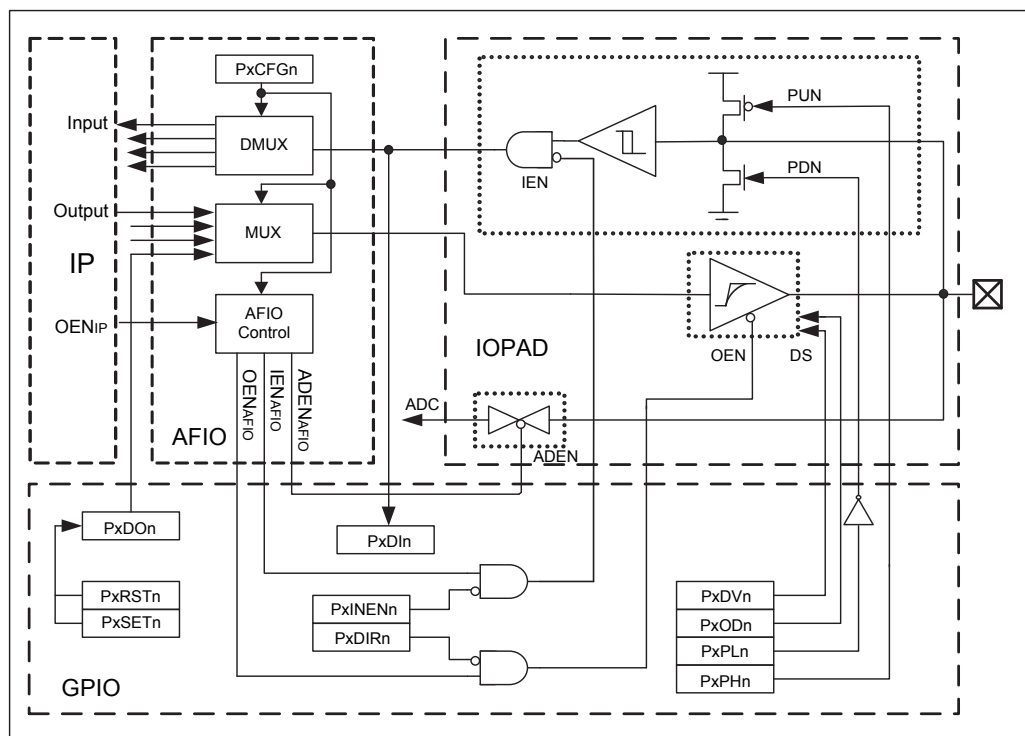 PxCFGn
Input
DMUX
Output
MUX
IP
OENIP
AFIO
Control
OENAFIO
IENAFIO
ADENAFIO
AFIO
PUN
PDN
IEN
IOPAD
OEN
DS
ADC
ADEN
PxDOn
PxDIn
PxRSTn
PxSETn
PxINENn
PxDIRn
PxDVn
PxODn
PxPLn
PxPHn
GPIO